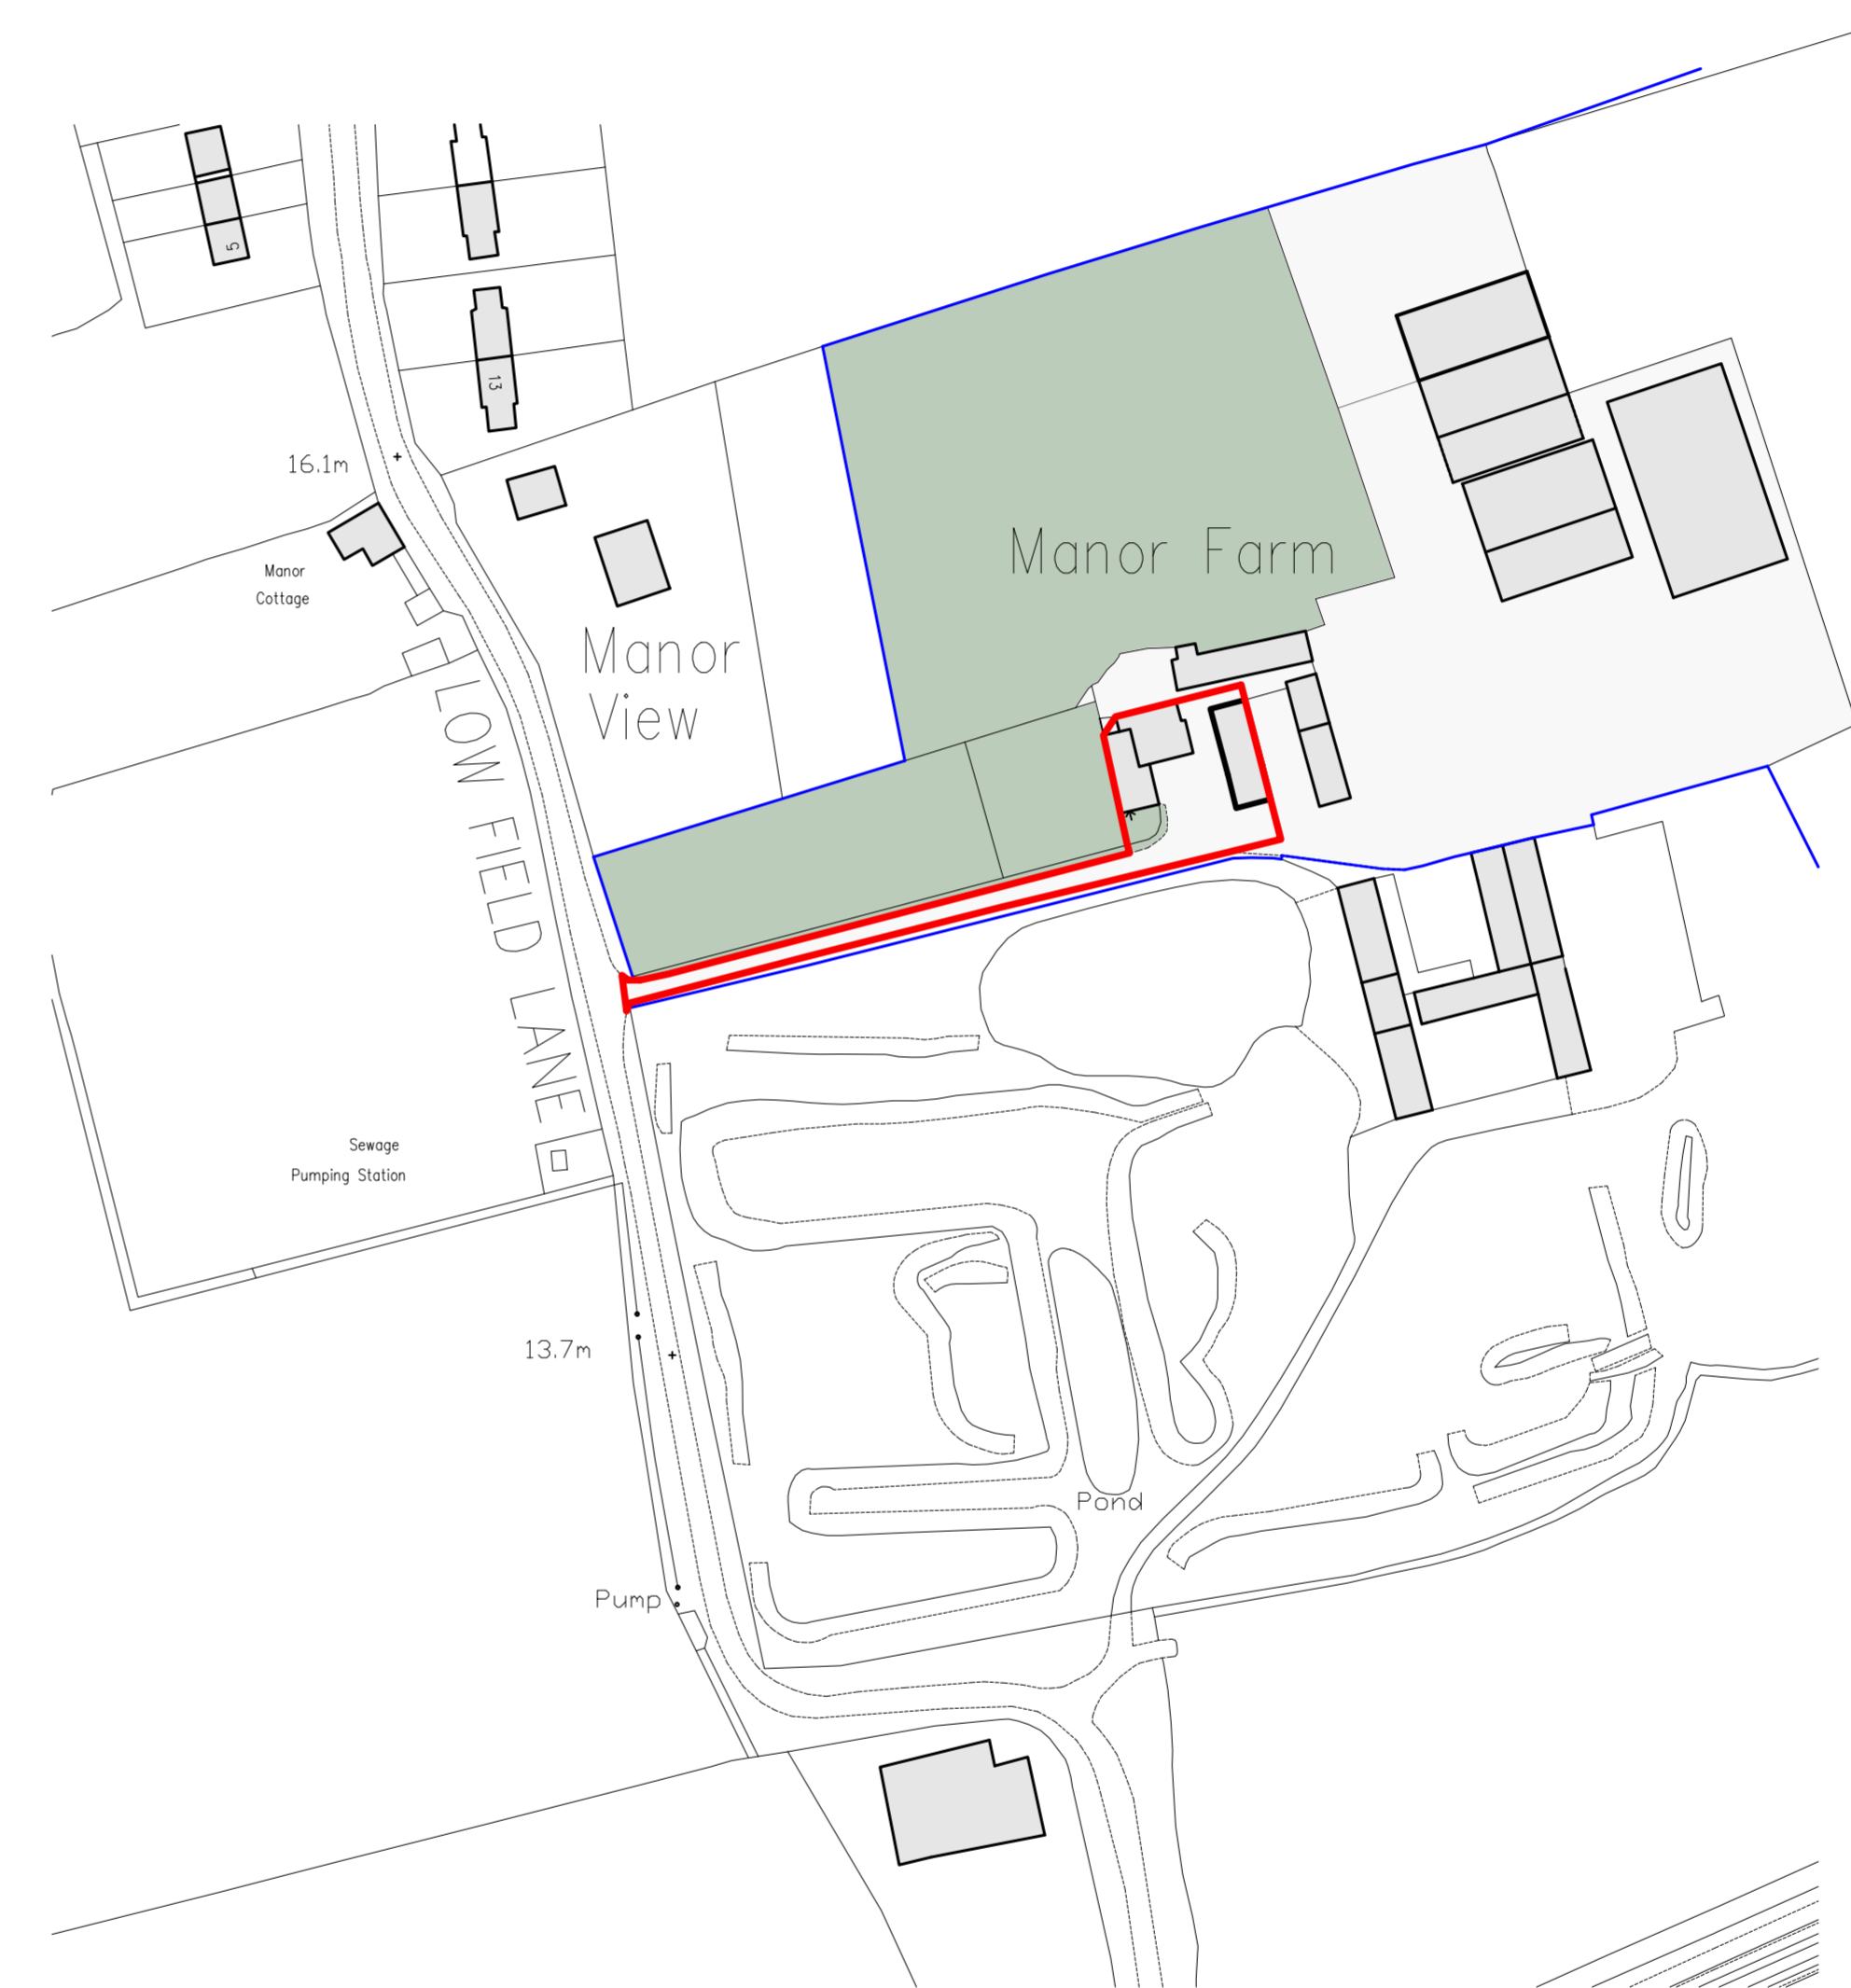 5
13
16.1m
Manor
Cottage
Manor Farm
Manor
View
LOW FIELD LANE
Sewage
Pumping Station
13.7m
Pond
Pump